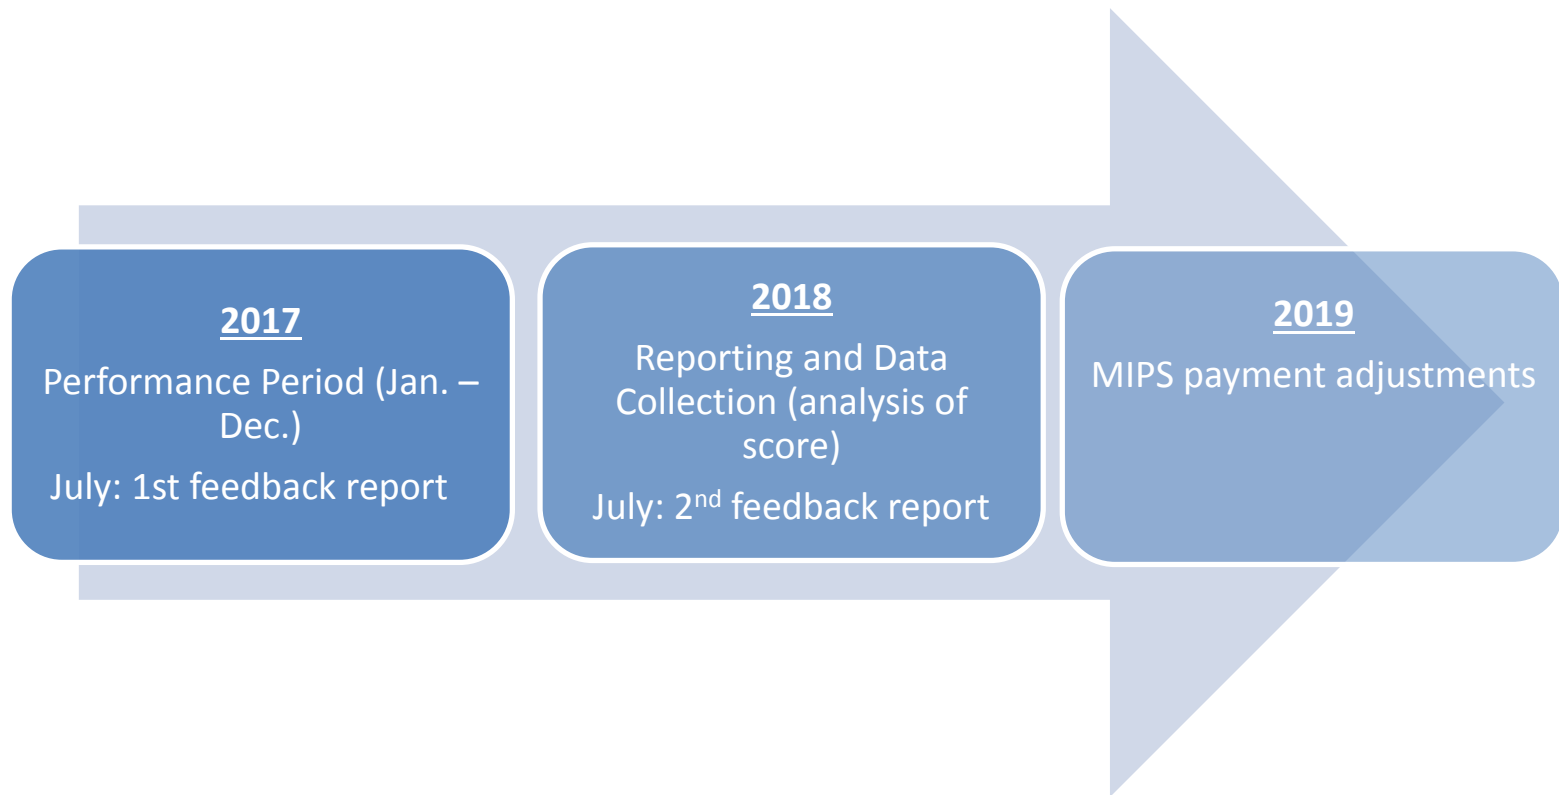 2017
Performance Period (Jan. –
Dec.)
July: 1st feedback report
2018
Reporting and Data
Collection (analysis of
score)
July: 2nd feedback report
2019
MIPS payment adjustments